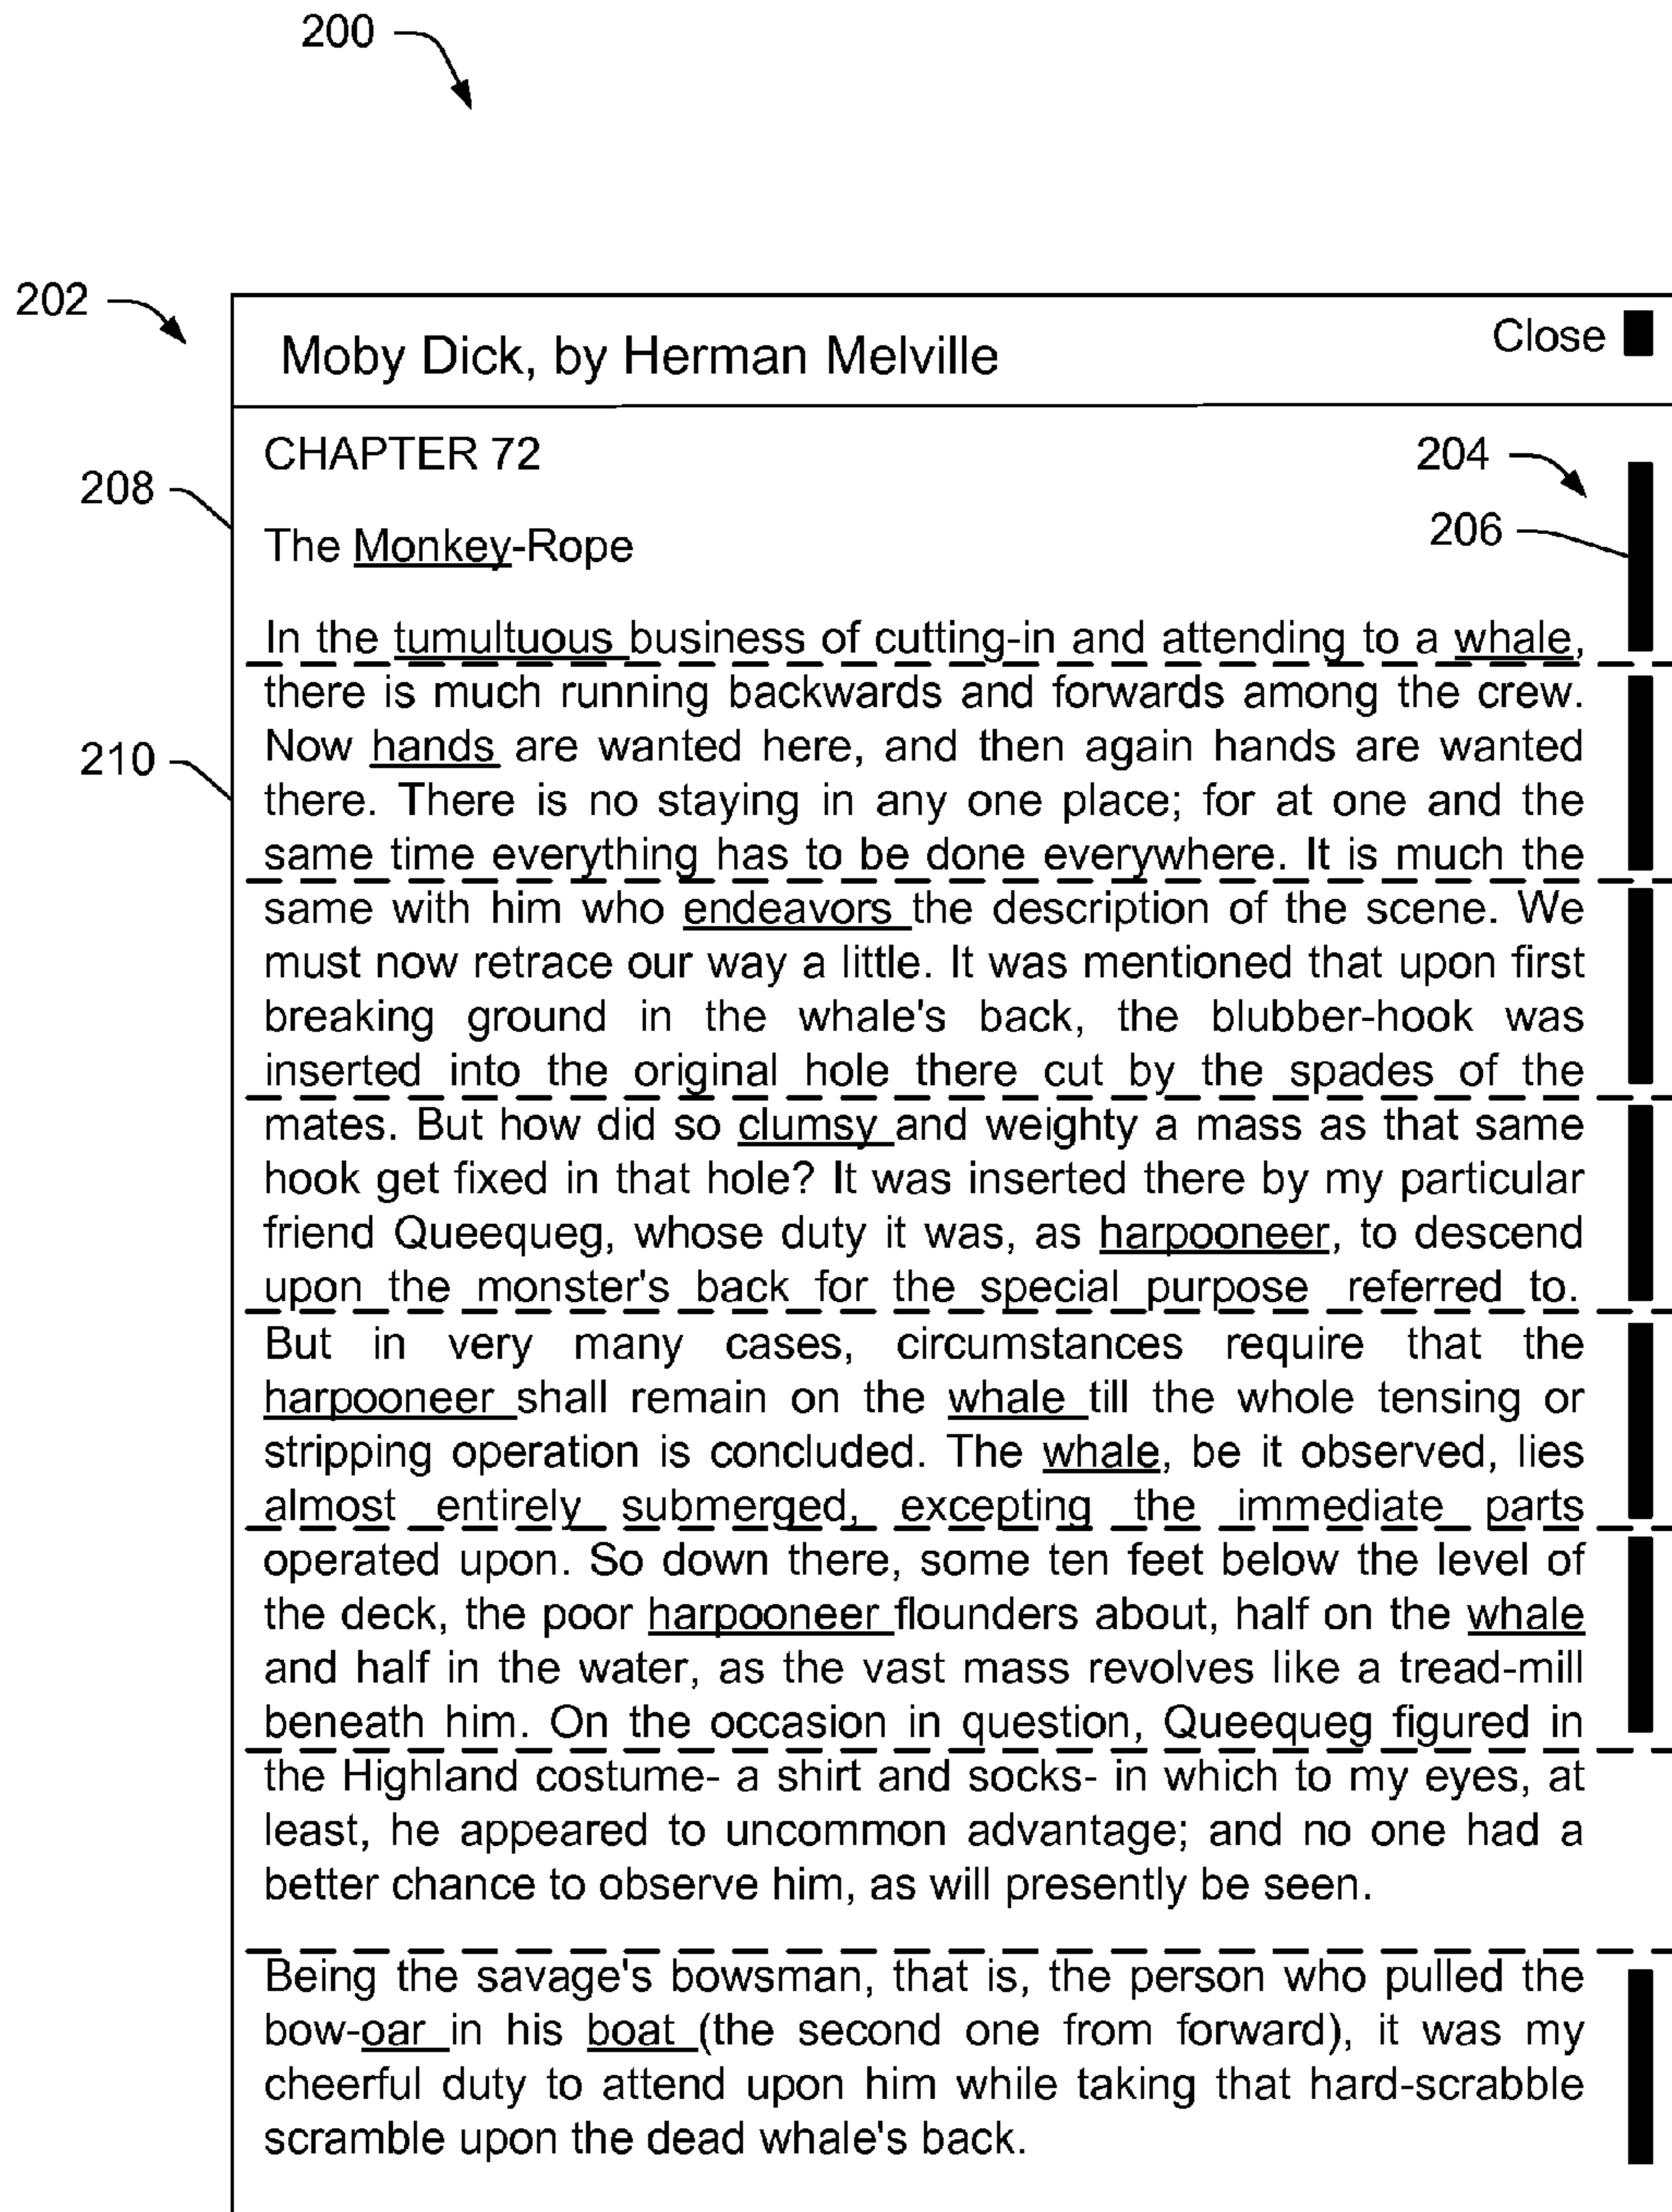 200
202
Moby Dick, by Herman Melville
Close
CHAPTER 72
204
208
206
The Monkey-Rope
In the tumultuous business of cutting-in and attending to a whale,
there is much running backwards and forwards among the crew.
Now hands are wanted here, and then again hands are wanted
210
there. There is no staying in any one place; for at one and the
same time everything has to be done everywhere. It is much the
same with him who endeavors the description of the scene. We
must now retrace our way a little. It was mentioned that upon first
breaking ground in the whale's back, the blubber-hook was
inserted into the original hole there cut by the spades of the
mates. But how did so clumsy and weighty a mass as that same
hook get fixed in that hole? It was inserted there by my particular
friend Queequeg, whose duty it was, as harpooneer, to descend
upon the monster's back for the special purpose referred to.
But in very many cases, circumstances require that the
harpooneer shall remain on the whale till the whole tensing or
stripping operation is concluded. The whale, be it observed, lies
almost entirely submerged, excepting the immediate parts
operated upon. So down there, some ten feet below the level of
the deck, the poor harpooneer flounders about, half on the whale
and half in the water, as the vast mass revolves like a tread-mill
beneath him. On the occasion in question, Queequeg figured in
the Highland costume- a shirt and socks- in which to my eyes, at
least, he appeared to uncommon advantage; and no one had a
better chance to observe him, as will presently be seen.
Being the savage's bowsman, that is, the person who pulled the
bow-oar in his boat (the second one from forward), it was my
cheerful duty to attend upon him while taking that hard-scrabble
scramble upon the dead whale's back.